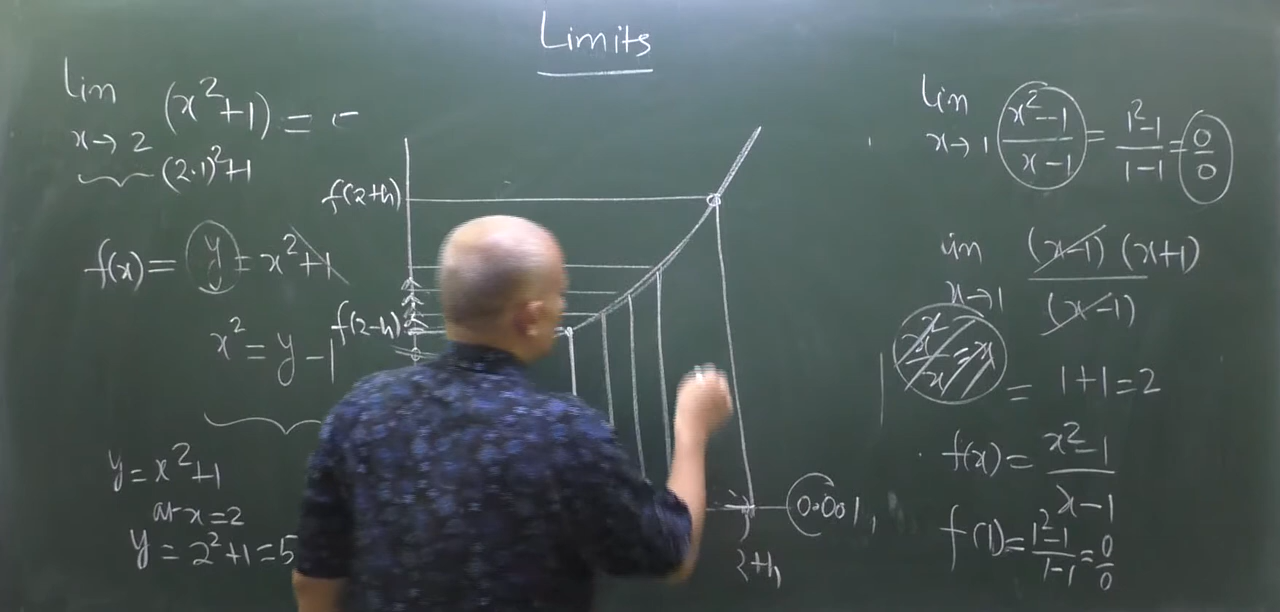 Limits
Lim x→2 (x²+1) = 5
(2.1)²+1
f(x) = y = x²+1
x² = y-1
y = x²+1
at x=2
y = 2²+1 = 5
f(2+h)
f(2-h)
0.001,
2+h
Lim x→1 x²-1/x-1 = 1²-1/1-1 = 0/0
im x→1 (x-1)(x+1)/(x-1)
= 1+1=2
f(x) = x²-1/x-1
f(1) = 1²-1/1-1 = 0/0